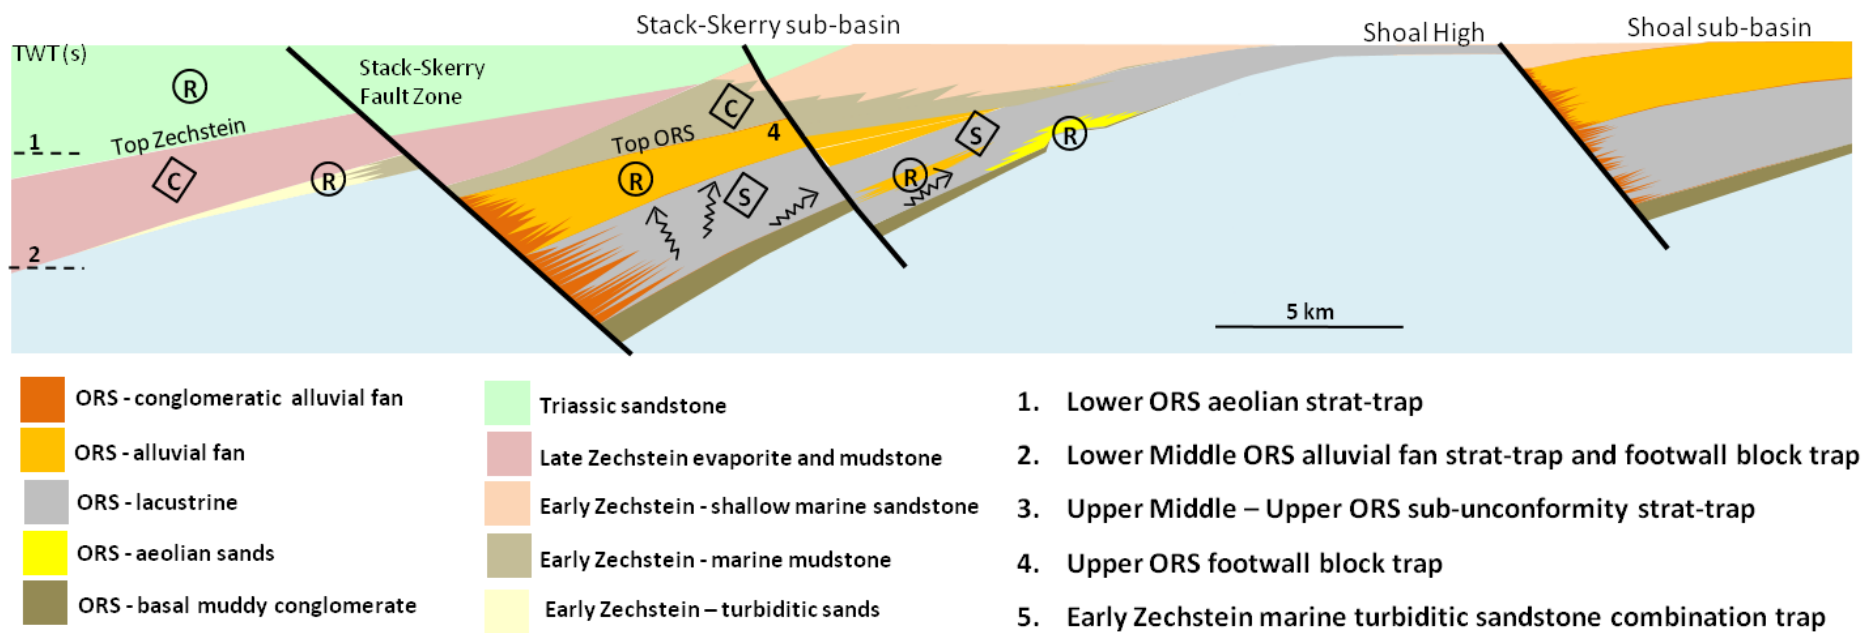 Stack-Skerry sub-basin
Shoal High
Shoal sub-basin
TWT (s)
Stack-Skerry
Fault Zone
R
C
1
Top Zechstein
Top ORS
4
S
R
C
R
R
S
R
2
5 km
ORS - conglomeratic alluvial fan
ORS - alluvial fan
ORS - lacustrine
ORS - aeolian sands
ORS - basal muddy conglomerate
Triassic sandstone
Late Zechstein evaporite and mudstone
Early Zechstein - shallow marine sandstone
Early Zechstein - marine mudstone
Early Zechstein – turbiditic sands
1. Lower ORS aeolian strat-trap
2. Lower Middle ORS alluvial fan strat-trap and footwall block trap
3. Upper Middle – Upper ORS sub-unconformity strat-trap
4. Upper ORS footwall block trap
5. Early Zechstein marine turbiditic sandstone combination trap